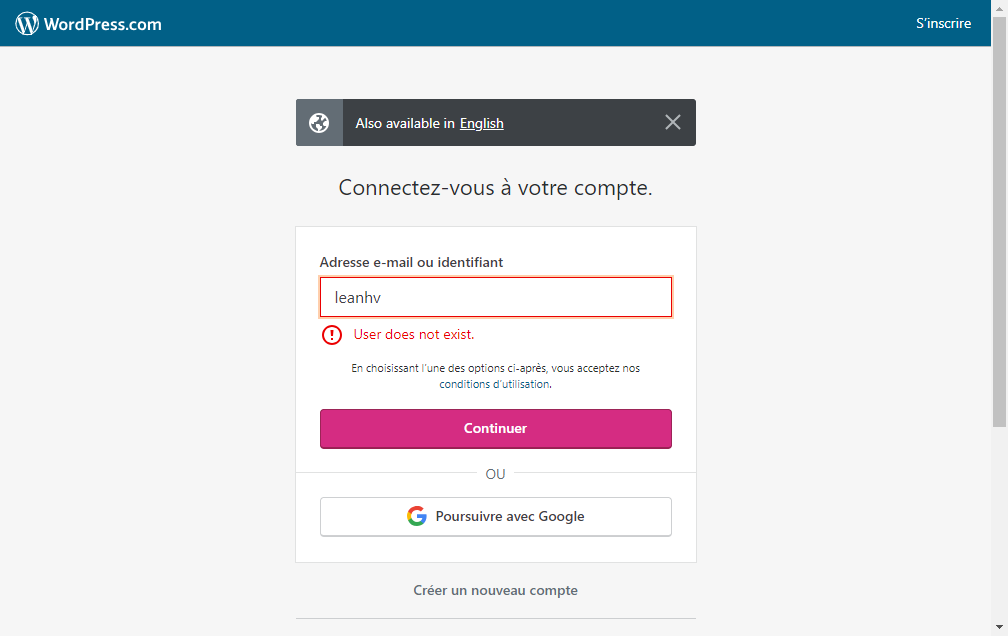 WordPress.com
S'inscrire
Also available in English
Connectez-vous à votre compte.
Adresse e-mail ou identifiant
leanhv
User does not exist.
En choisissant l'une des options ci-après, vous acceptez nos
conditions d'utilisation.
Continuer
OU
Poursuivre avec Google
Créer un nouveau compte